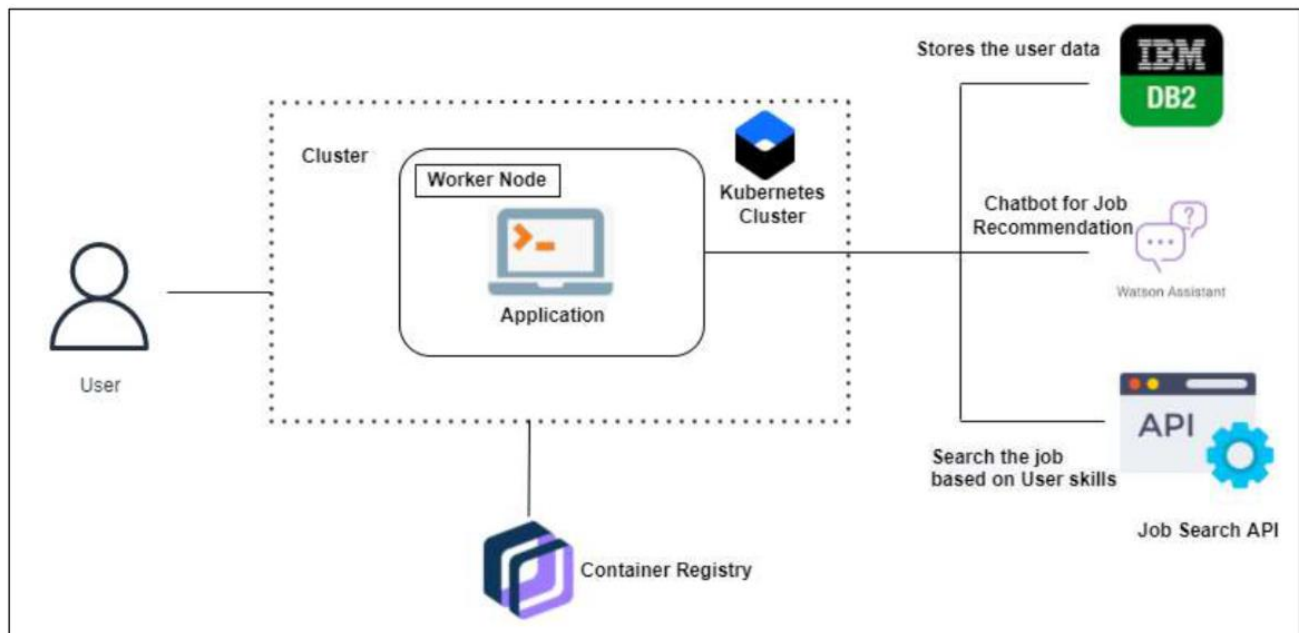 Stores the user data
IBM
DB2
Cluster
Worker Node
Kubernetes
Cluster
Application
Chatbot for Job
Recommendation
Watson Assistant
User
API
Search the job
based on User skills
Job Search API
Container Registry